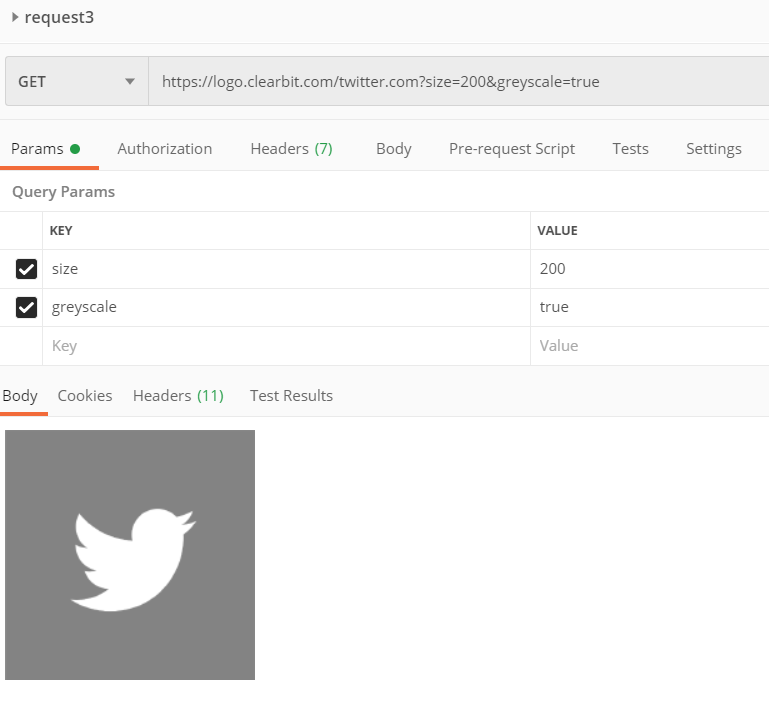 request3
GET https://logo.clearbit.com/twitter.com?size=200&greyscale=true
Params Authorization Headers (7) Body Pre-request Script Tests Settings
Query Params
KEY VALUE
size 200
greyscale true
Key Value
Body Cookies Headers (11) Test Results